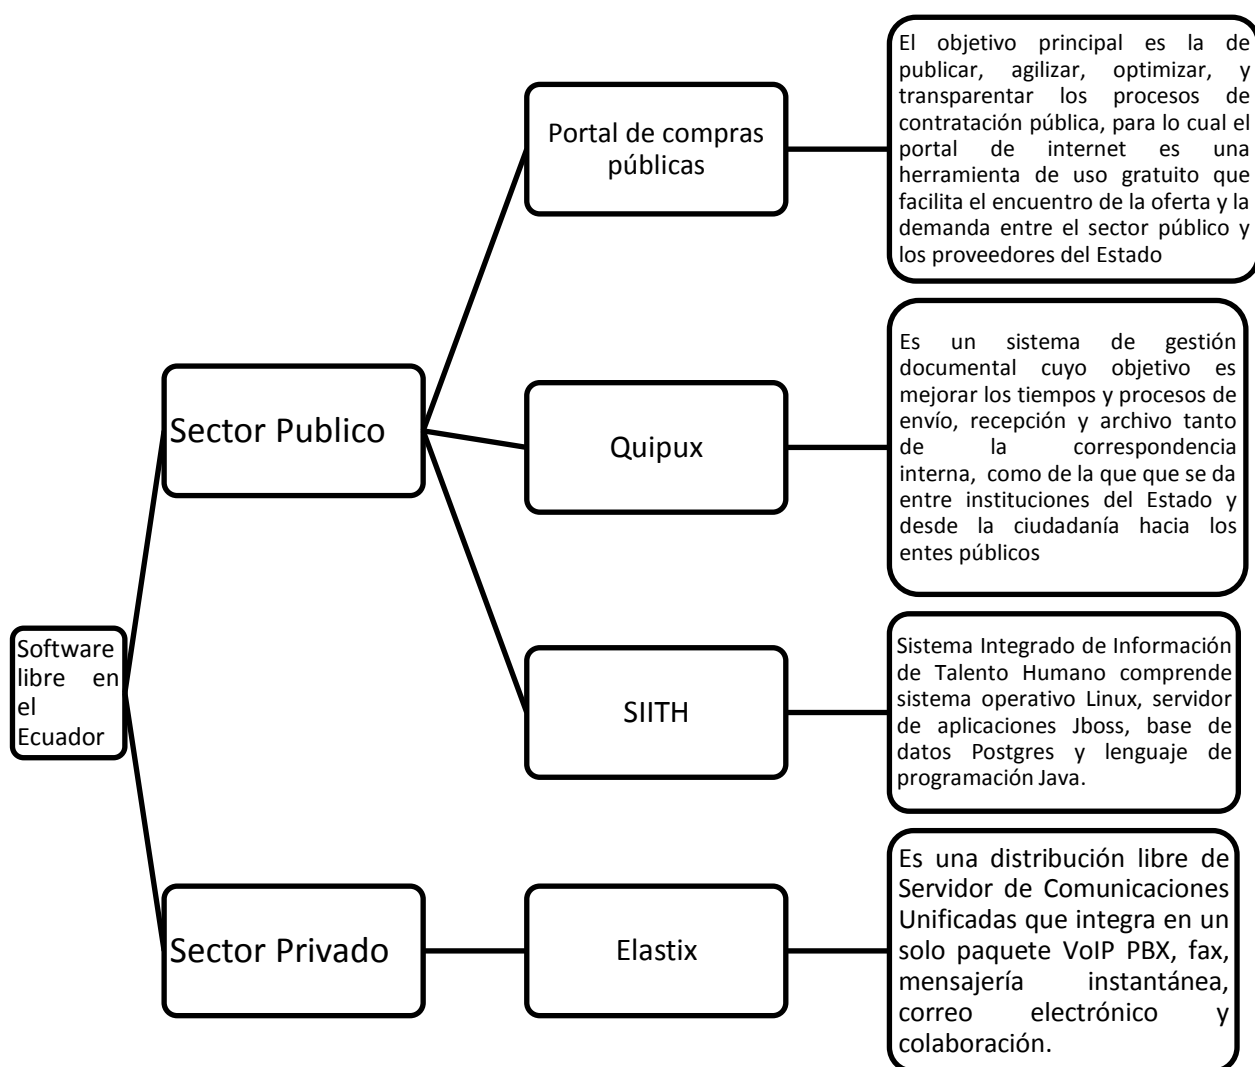 Software
libre en
el
Ecuador
Sector Publico
Portal de compras
públicas
El objetivo principal es la de
publicar, agilizar, optimizar, y
transparentar los procesos de
contratación pública, para lo cual el
portal de internet es una
herramienta de uso gratuito que
facilita el encuentro de la oferta y la
demanda entre el sector público y
los proveedores del Estado
Quipux
Es un sistema de gestión
documental cuyo objetivo es
mejorar los tiempos y procesos de
envío, recepción y archivo tanto
de la correspondencia
interna, como de la que que se da
entre instituciones del Estado y
desde la ciudadanía hacia los
entes públicos
SIITH
Sistema Integrado de Información
de Talento Humano comprende
sistema operativo Linux, servidor
de aplicaciones Jboss, base de
datos Postgres y lenguaje de
programación Java.
Sector Privado
Elastix
Es una distribución libre de
Servidor de Comunicaciones
Unificadas que integra en un
solo paquete VoIP PBX, fax,
mensajería instantánea,
correo electrónico y
colaboración.